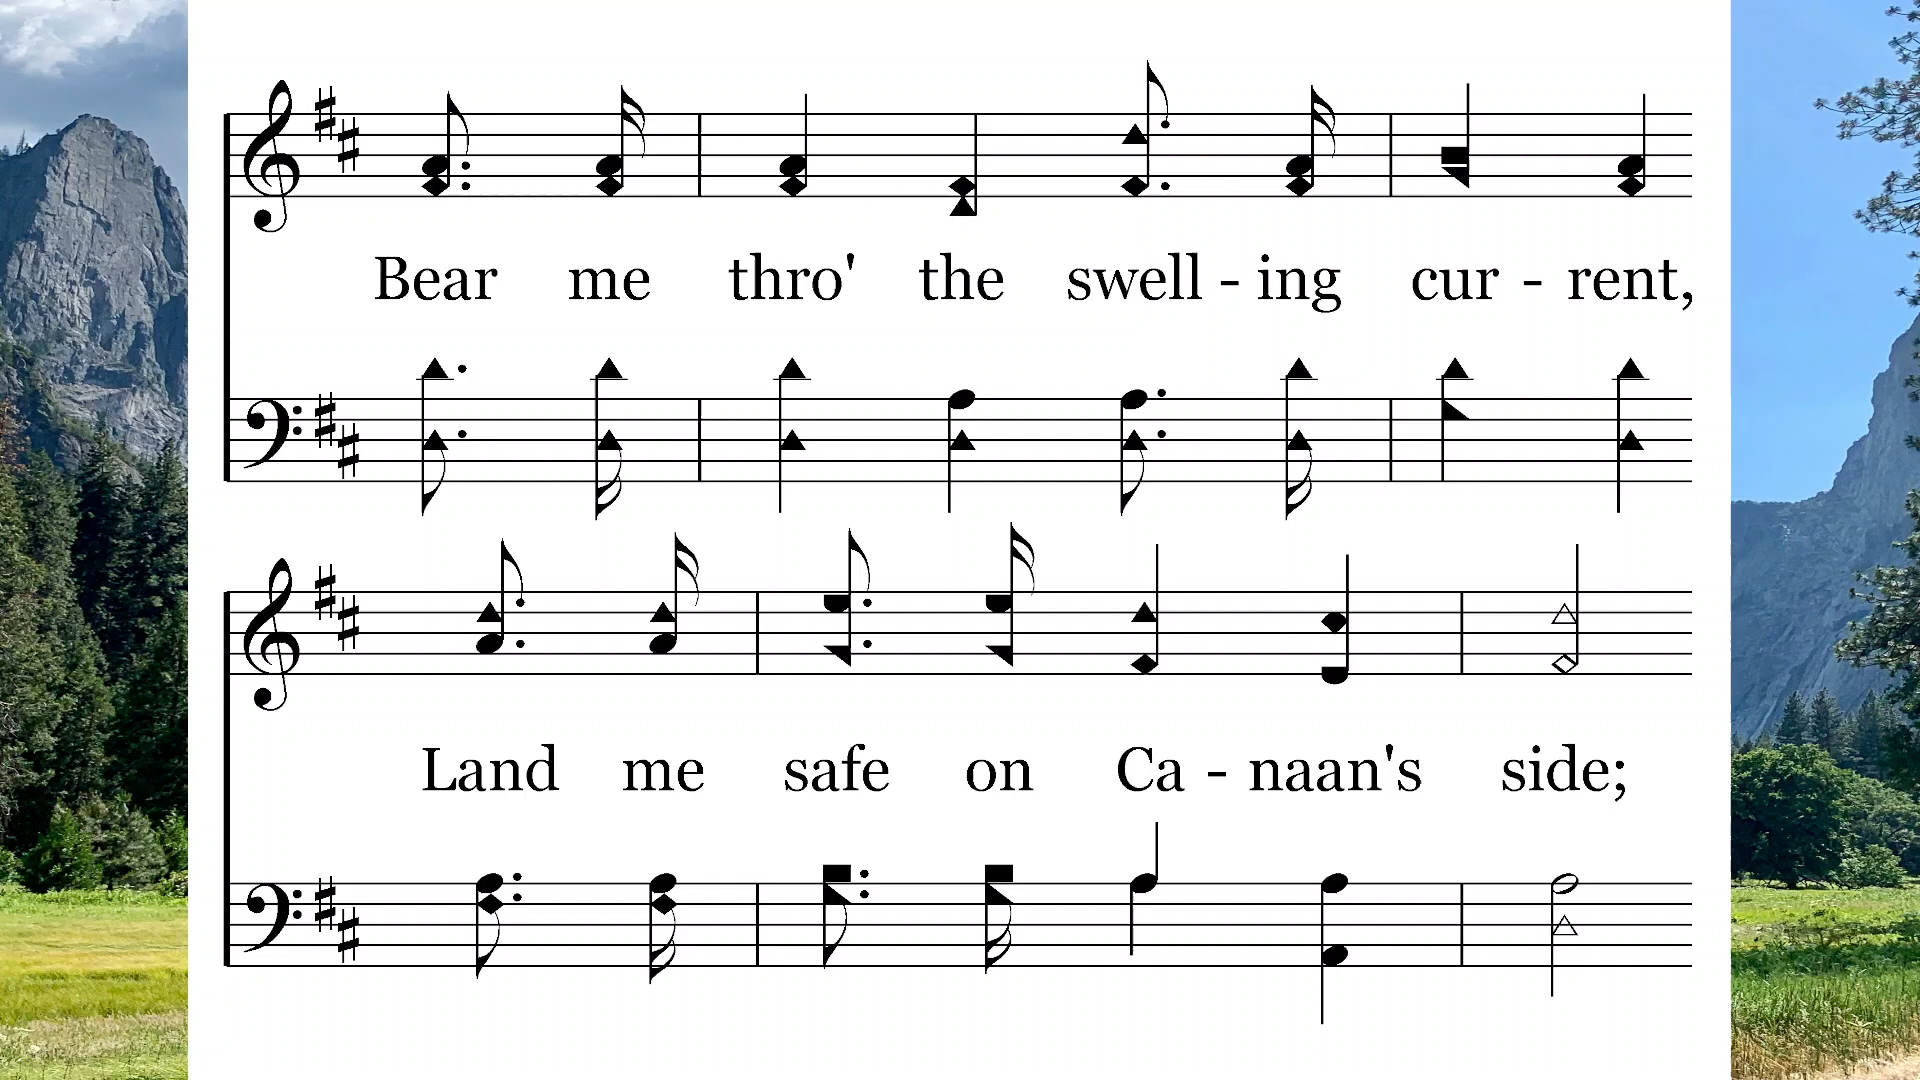 Bear me thro' the swell - ing cur - rent,
Land me safe on Ca - naan's side;